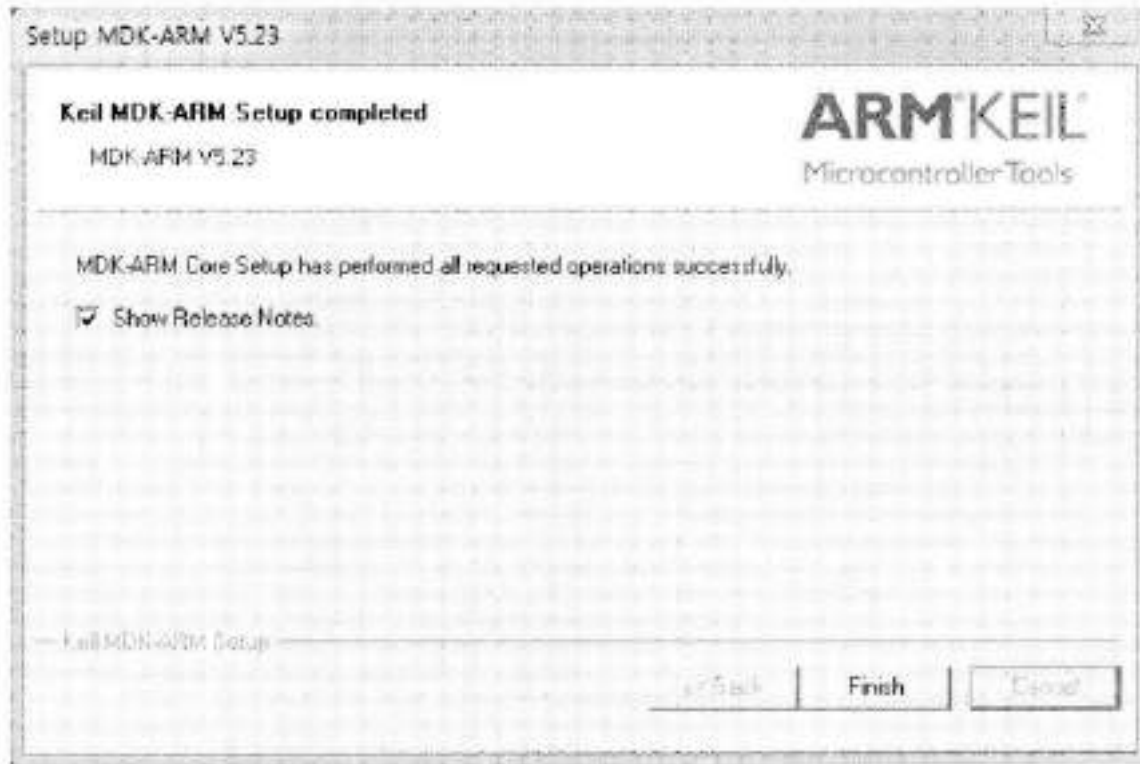 Setup MDK-ARM V5.23
Keil MDK-ARM Setup completed
MDK-ARM V5.23
ARM KEIL
Microcontroller Tools
MDK-ARM Core Setup has performed all requested operations successfully.
Show Release Notes.
Keil MDK-ARM Setup
<< Back
Finish
Cancel